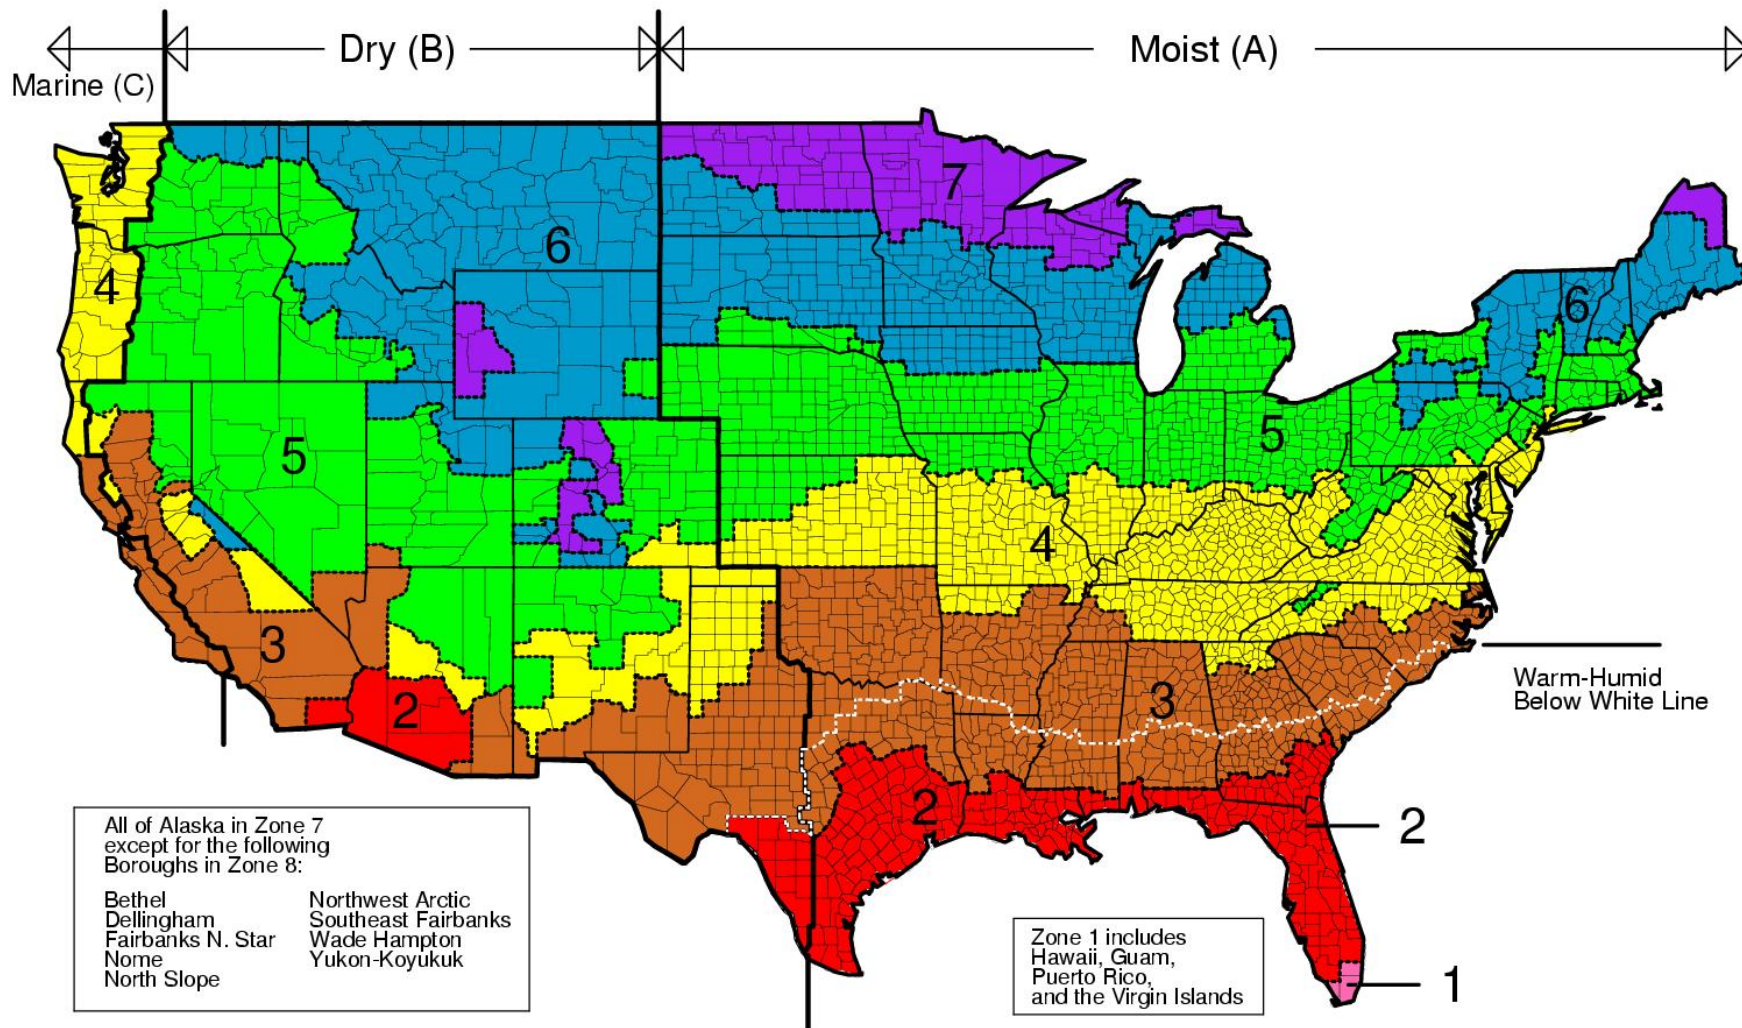 Marine (C)
Dry (B)
Moist (A)
7
6
4
6
5
5
4
3
2
3
2
Warm-Humid
Below White Line
2
1
All of Alaska in Zone 7
except for the following
Boroughs in Zone 8:
Bethel
Dellingham
Fairbanks N. Star
Nome
North Slope
Northwest Arctic
Southeast Fairbanks
Wade Hampton
Yukon-Koyukuk
Zone 1 includes
Hawaii, Guam,
Puerto Rico,
and the Virgin Islands